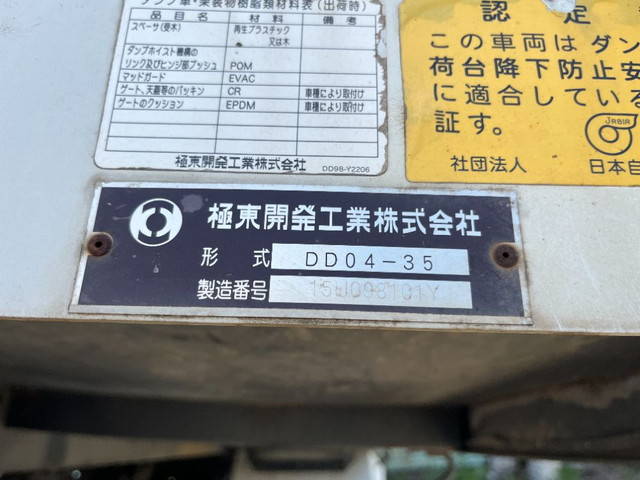 ダンプ車・架装物樹脂類材料表(出荷時)
品名 材料 備考
スペーサ(受木) 再生プラスチック
又は木
ダンプホイスト機構の
リンク及びヒンジ部ブッシュ POM
マッドガード EVAC
ゲート、天蓋等のパッキン CR 車種により取付け
ゲートのクッション EPDM 車種により取付け
極東開発工業株式会社 DD98-Y2206
認定
この車両はダン
荷台降下防止安
に適合している
証す。
JABIA
社団法人 日本自
極東開発工業株式会社
形式 DD04-35
製造番号